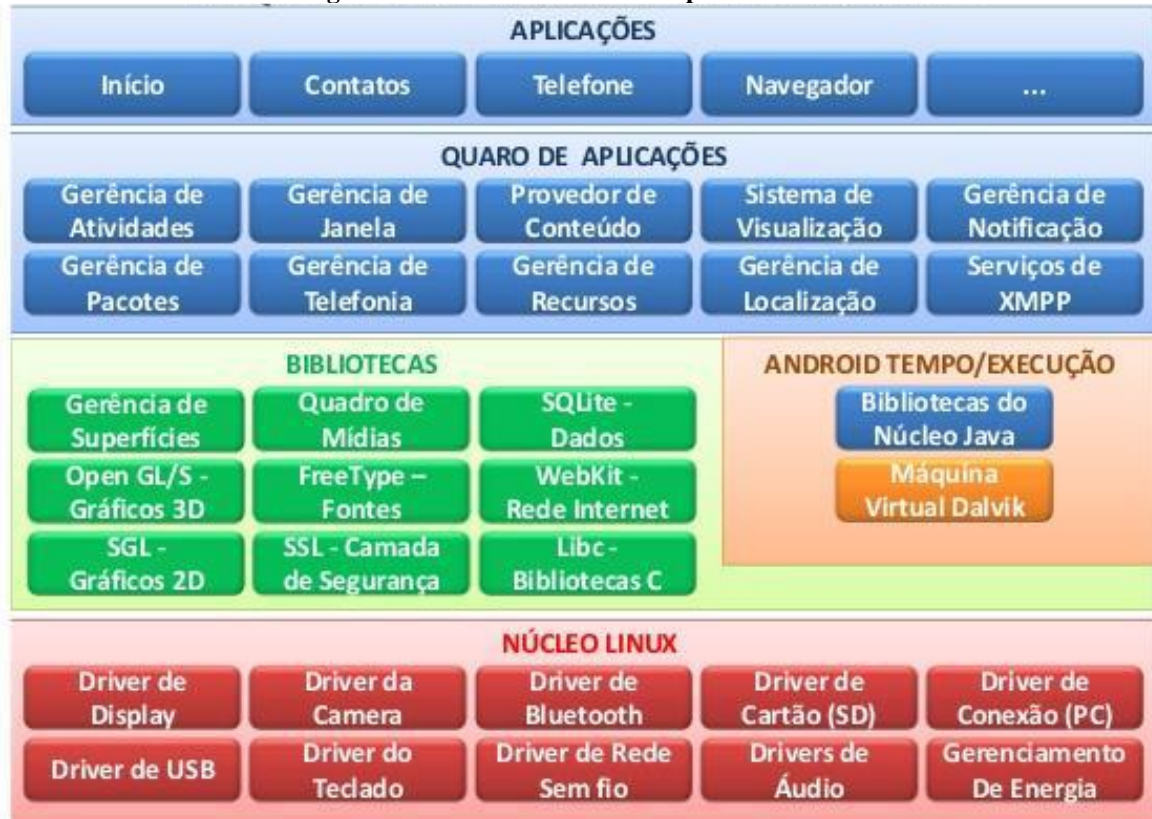 APLICAÇÕES
Início
Contatos
Telefone
Navegador
...
QUARO DE APLICAÇÕES
Gerência de
Atividades
Gerência de
Janela
Provedor de
Conteúdo
Sistema de
Visualização
Gerência de
Notificação
Gerência de
Pacotes
Gerência de
Telefonia
Gerência de
Recursos
Gerência de
Localização
Serviços de
XMPP
BIBLIOTECAS
Gerência de
Superfícies
Quadro de
Mídias
SQLite -
Dados
Open GL/S -
Gráficos 3D
FreeType –
Fontes
WebKit -
Rede Internet
SGL -
Gráficos 2D
SSL - Camada
de Segurança
Libc -
Bibliotecas C
ANDROID TEMPO/EXECUÇÃO
Bibliotecas do
Núcleo Java
Máquina
Virtual Dalvik
NÚCLEO LINUX
Driver de
Display
Driver da
Camera
Driver de
Bluetooth
Driver de
Cartão (SD)
Driver de
Conexão (PC)
Driver de USB
Driver do
Teclado
Driver de Rede
Sem fio
Drivers de
Áudio
Gerenciamento
De Energia